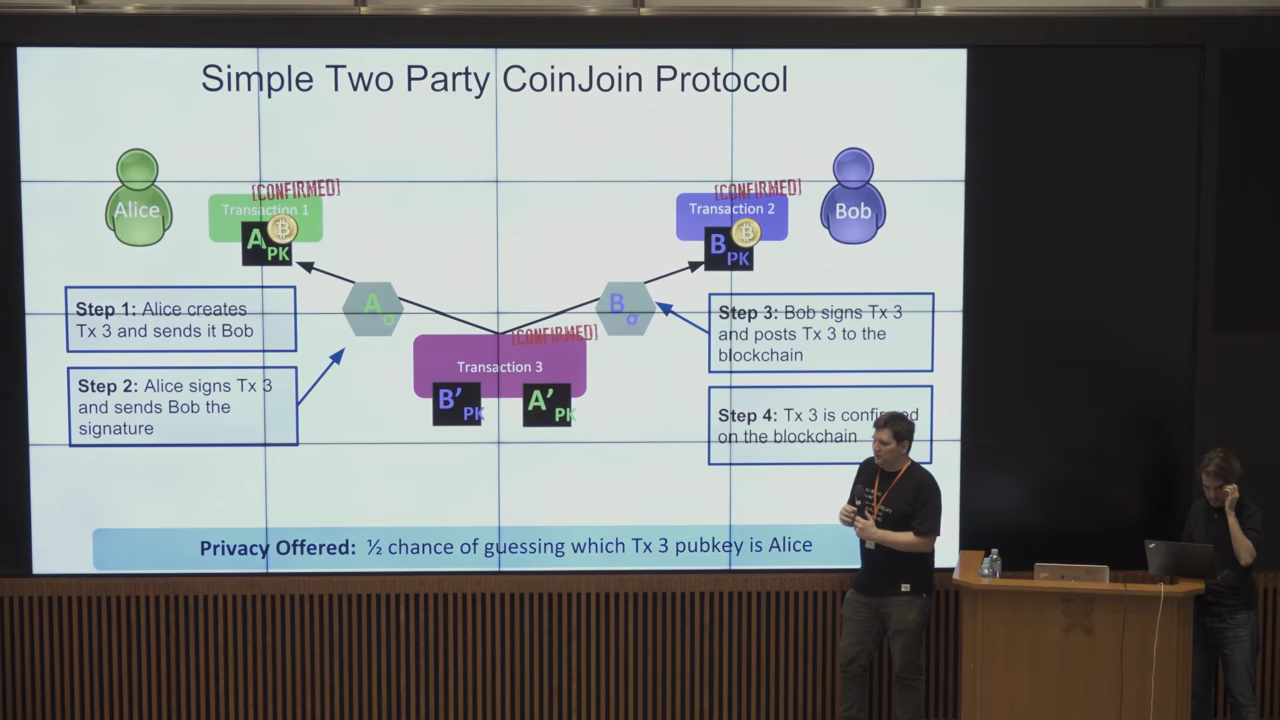 Simple Two Party CoinJoin Protocol
Alice
[CONFIRMED]
Transaction 1
A PK
[CONFIRMED]
Transaction 2
B PK
Bob
Step 1: Alice creates
Tx 3 and sends it Bob
Step 2: Alice signs Tx 3
and sends Bob the
signature
Aσ
Bσ
[CONFIRMED]
Transaction 3
B’ PK
A’ PK
Step 3: Bob signs Tx 3
and posts Tx 3 to the
blockchain
Step 4: Tx 3 is confirmed
on the blockchain
Privacy Offered: ½ chance of guessing which Tx 3 pubkey is Alice